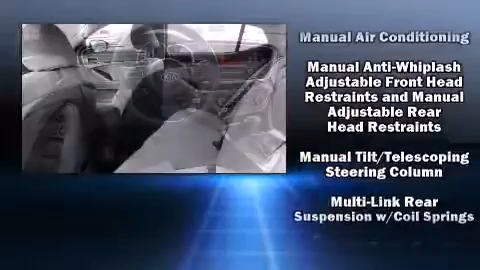 KIA
Manual Air Conditioning
Manual Anti-Whiplash
Adjustable Front Head
Restraints and Manual
Adjustable Rear
Head Restraints
Manual Tilt/Telescoping
Steering Column
Multi-Link Rear
Suspension w/Coil Springs